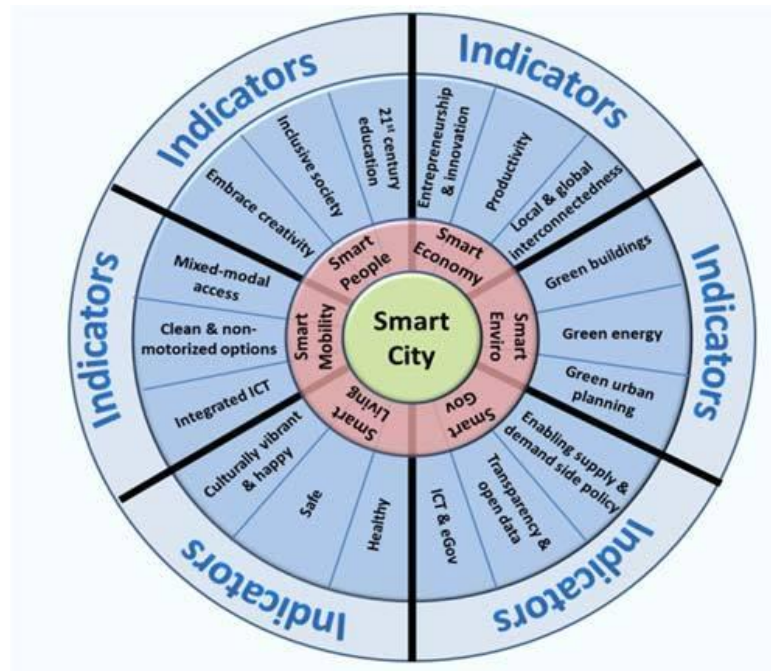 Smart
City
Smart
Economy
Smart
Enviro
Smart
Gov
Smart
Living
Smart
Mobility
Smart
People
Entrepreneurship
& innovation
Productivity
Local & global
interconnectedness
Green buildings
Green energy
Green urban
planning
Enabling supply &
demand side policy
Transparency &
open data
ICT & eGov
Healthy
Safe
Culturally vibrant
& happy
Integrated ICT
Clean & non-
motorized options
Mixed-modal
access
Embrace creativity
Inclusive society
21st century
education
Indicators
Indicators
Indicators
Indicators
Indicators
Indicators